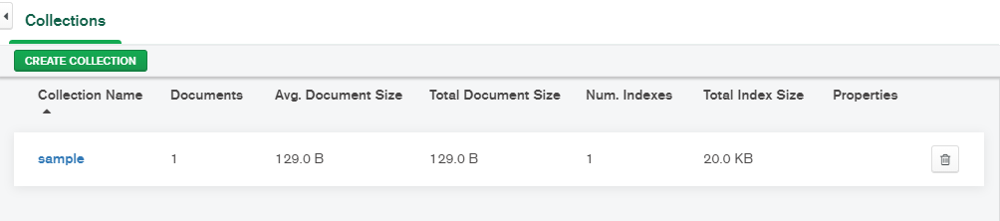 Collections
CREATE COLLECTION
Collection Name Documents Avg. Document Size Total Document Size Num. Indexes Total Index Size Properties
sample 1 129.0 B 129.0 B 1 20.0 KB